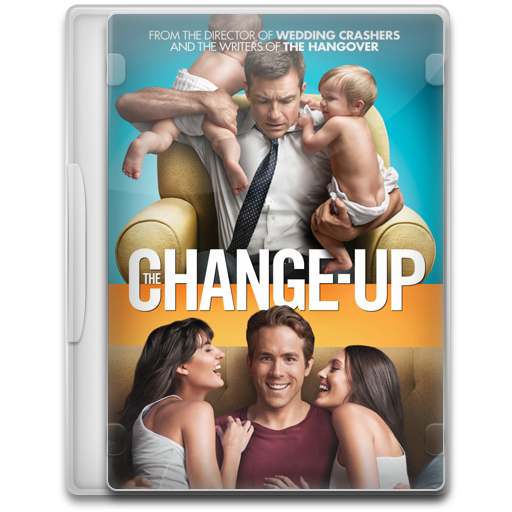 FROM THE DIRECTOR OF WEDDING CRASHERS
AND THE WRITERS OF THE HANGOVER
THE CHANGE-UP